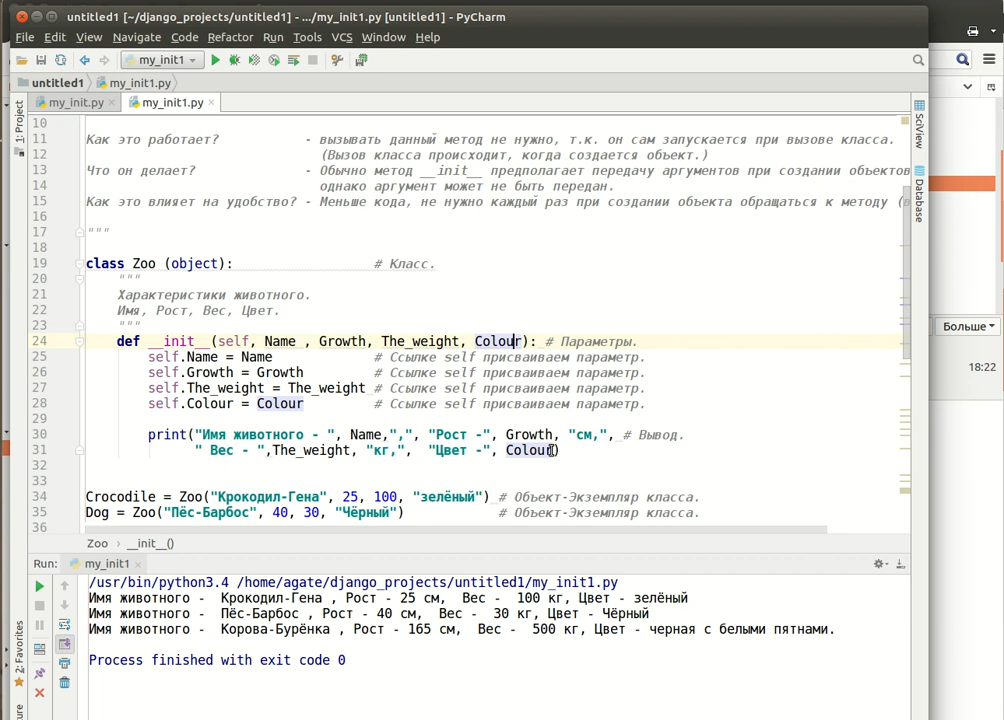 untitled1 [~/django_projects/untitled1] - .../my_init1.py [untitled1] - PyCharm
File Edit View Navigate Code Refactor Run Tools VCS Window Help
my_init1
untitled1 my_init1.py
my_init.py my_init1.py
1: Project
SciView
Database
10
11 Как это работает? - вызывать данный метод не нужно, т.к. он сам запускается при вызове класса.
12 (Вызов класса происходит, когда создается объект.)
13 Что он делает? - Обычно метод __init__ предполагает передачу аргументов при создании объектов
14 однако аргумент может не быть передан.
15 Как это влияет на удобство? - Меньше кода, не нужно каждый раз при создании объекта обращаться к методу (
16
17 """
18
19 class Zoo (object): # Класс.
20 """
21 Характеристики животного.
22 Имя, Рост, Вес, Цвет.
23 """
24 def __init__(self, Name , Growth, The_weight, Colour): # Параметры.
25 self.Name = Name # Ссылке self присваиваем параметр.
26 self.Growth = Growth # Ссылке self присваиваем параметр.
27 self.The_weight = The_weight # Ссылке self присваиваем параметр.
28 self.Colour = Colour # Ссылке self присваиваем параметр.
29
30 print("Имя животного - ", Name,",", "Рост -", Growth, "см,", # Вывод.
31 " Вес - ",The_weight, "кг,", "Цвет -", Colour)
32
33
34 Crocodile = Zoo("Крокодил-Гена", 25, 100, "зелёный") # Объект-Экземпляр класса.
35 Dog = Zoo("Пёс-Барбос", 40, 30, "Чёрный") # Объект-Экземпляр класса.
36
Zoo › __init__()
Больше
18:22
Run: my_init1
/usr/bin/python3.4 /home/agate/django_projects/untitled1/my_init1.py
Имя животного - Крокодил-Гена , Рост - 25 см, Вес - 100 кг, Цвет - зелёный
Имя животного - Пёс-Барбос , Рост - 40 см, Вес - 30 кг, Цвет - Чёрный
Имя животного - Корова-Бурёнка , Рост - 165 см, Вес - 500 кг, Цвет - черная с белыми пятнами.
Process finished with exit code 0
2: Favorites